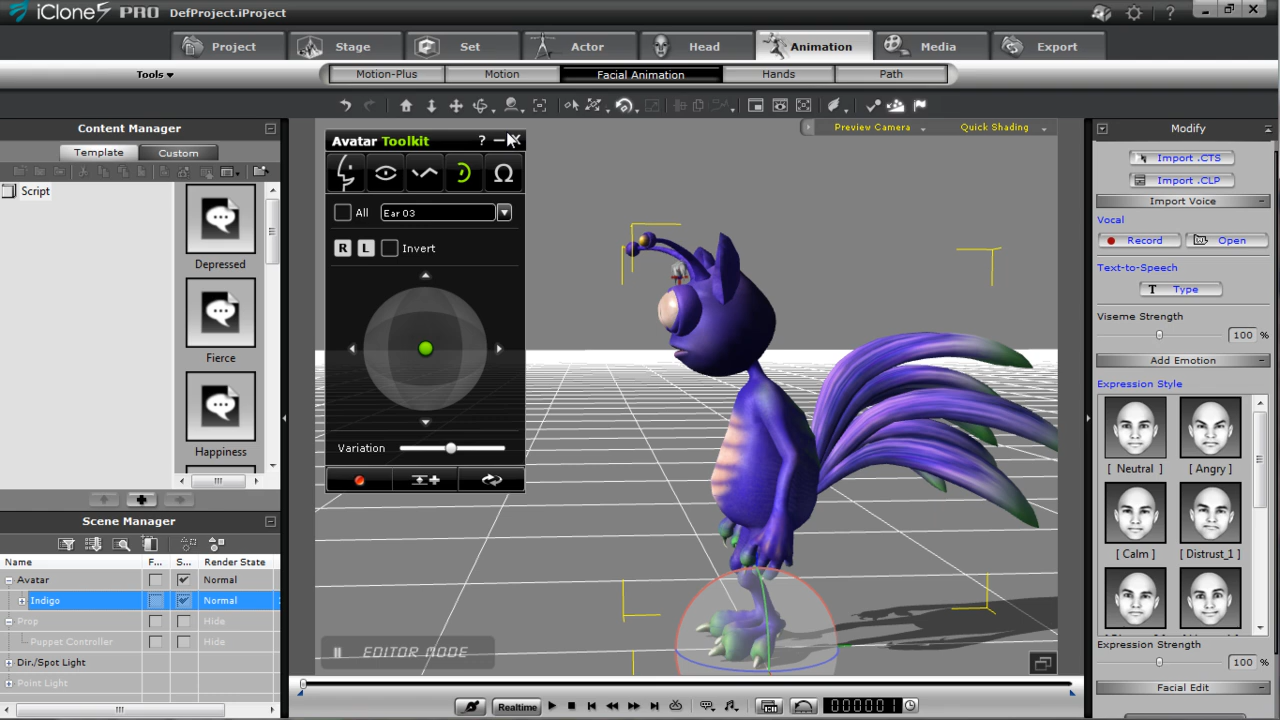 iClone5 PRO DefProject.iProject
Project Stage Set Actor Head Animation Media Export
Tools
Motion-Plus Motion Facial Animation Hands Path
Content Manager
Template Custom
Script
Depressed
Fierce
Happiness
Scene Manager
Name F... S... Render State
Avatar Normal
Indigo Normal
Prop Hide
Puppet Controller Hide
Dir./Spot Light
Point Light
Avatar Toolkit ?
All Ear 03
R L Invert
Variation
Preview Camera Quick Shading
EDITOR MODE
Realtime 000001
Modify
Import .CTS
Import .CLP
Import Voice
Vocal
Record Open
Text-to-Speech
T Type
Viseme Strength
100 %
Add Emotion
Expression Style
[ Neutral ] [ Angry ]
[ Calm ] [ Distrust_1 ]
Expression Strength
100 %
Facial Edit